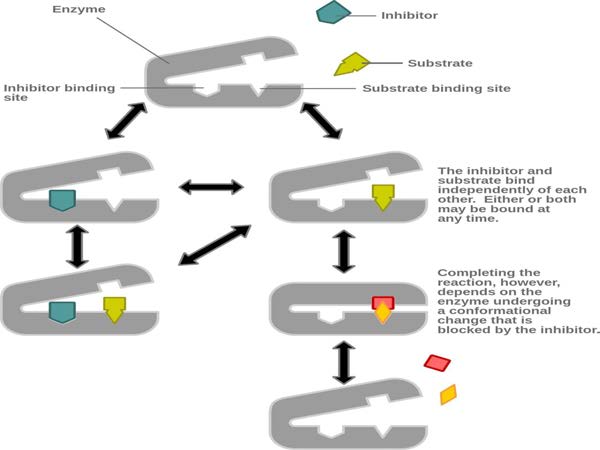 Enzyme
Inhibitor
Substrate
Inhibitor binding
site
Substrate binding site
The inhibitor and
substrate bind
independently of each
other.  Either or both
may be bound at
any time.
Completing the
reaction, however,
depends on the
enzyme undergoing
a conformational
change that is
blocked by the inhibitor.